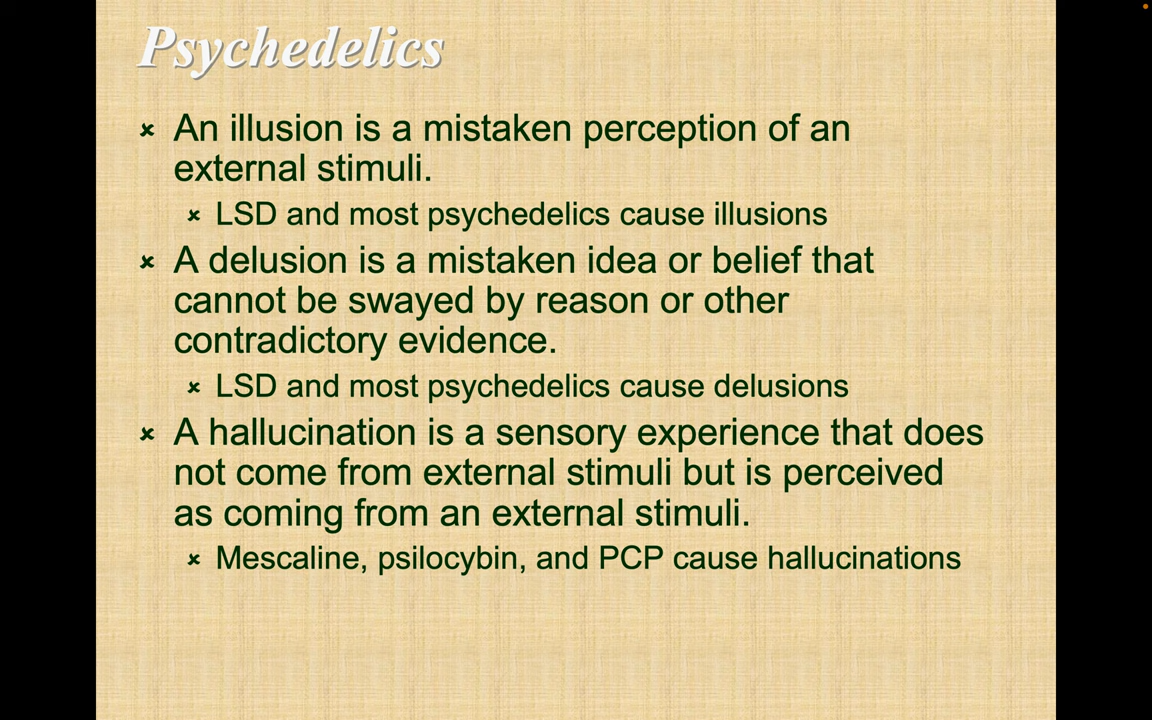 Psychedelics
An illusion is a mistaken perception of an
external stimuli.
LSD and most psychedelics cause illusions
A delusion is a mistaken idea or belief that
cannot be swayed by reason or other
contradictory evidence.
LSD and most psychedelics cause delusions
A hallucination is a sensory experience that does
not come from external stimuli but is perceived
as coming from an external stimuli.
Mescaline, psilocybin, and PCP cause hallucinations